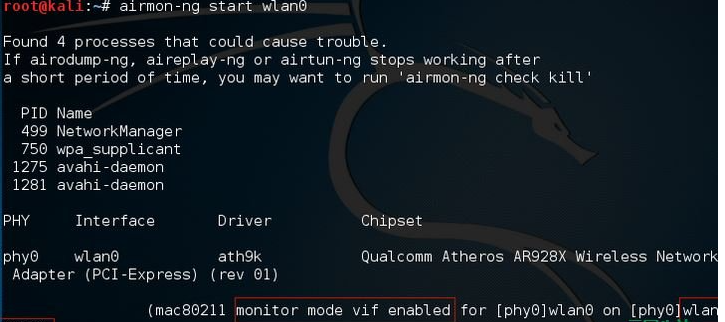 root@kali:~# airmon-ng start wlan0
Found 4 processes that could cause trouble.
If airodump-ng, aireplay-ng or airtun-ng stops working after
a short period of time, you may want to run 'airmon-ng check kill'
PID Name
499 NetworkManager
750 wpa_supplicant
1275 avahi-daemon
1281 avahi-daemon
PHY Interface Driver Chipset
phy0 wlan0 ath9k Qualcomm Atheros AR928X Wireless Network
Adapter (PCI-Express) (rev 01)
(mac80211 monitor mode vif enabled for [phy0]wlan0 on [phy0]wlan